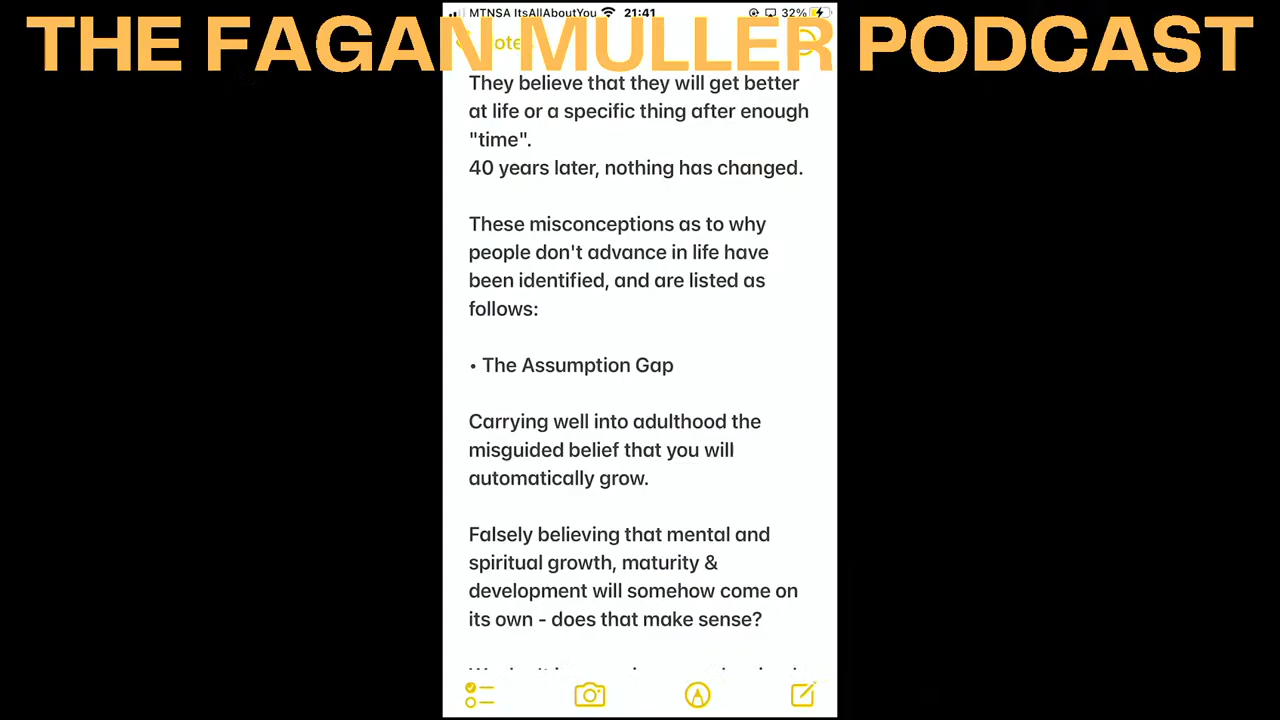 THE FAGAN MULLER PODCAST
MTNSA ItsAllAboutYou 21:41 32%
They believe that they will get better
at life or a specific thing after enough
"time".
40 years later, nothing has changed.
These misconceptions as to why
people don't advance in life have
been identified, and are listed as
follows:
• The Assumption Gap
Carrying well into adulthood the
misguided belief that you will
automatically grow.
Falsely believing that mental and
spiritual growth, maturity &
development will somehow come on
its own - does that make sense?